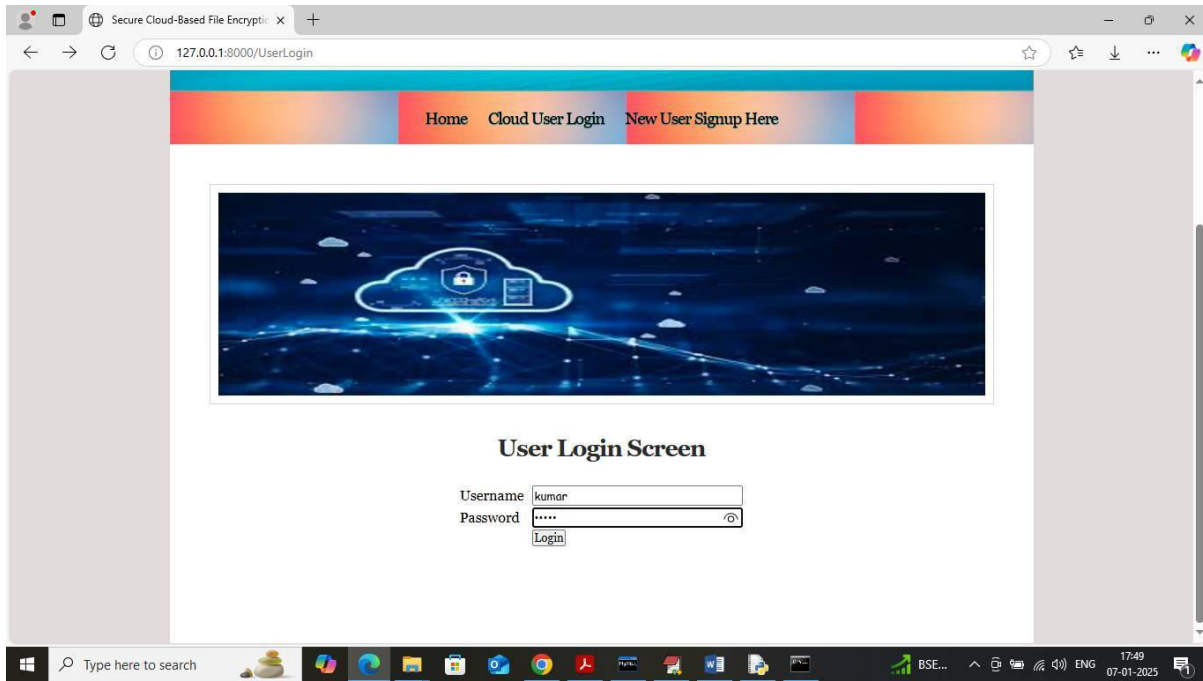 Secure Cloud-Based File Encryptic
127.0.0.1:8000/UserLogin
Home Cloud User Login New User Signup Here
User Login Screen
Username kumar
Password •••••
Login
Type here to search
BSE... ENG 17:49
07-01-2025